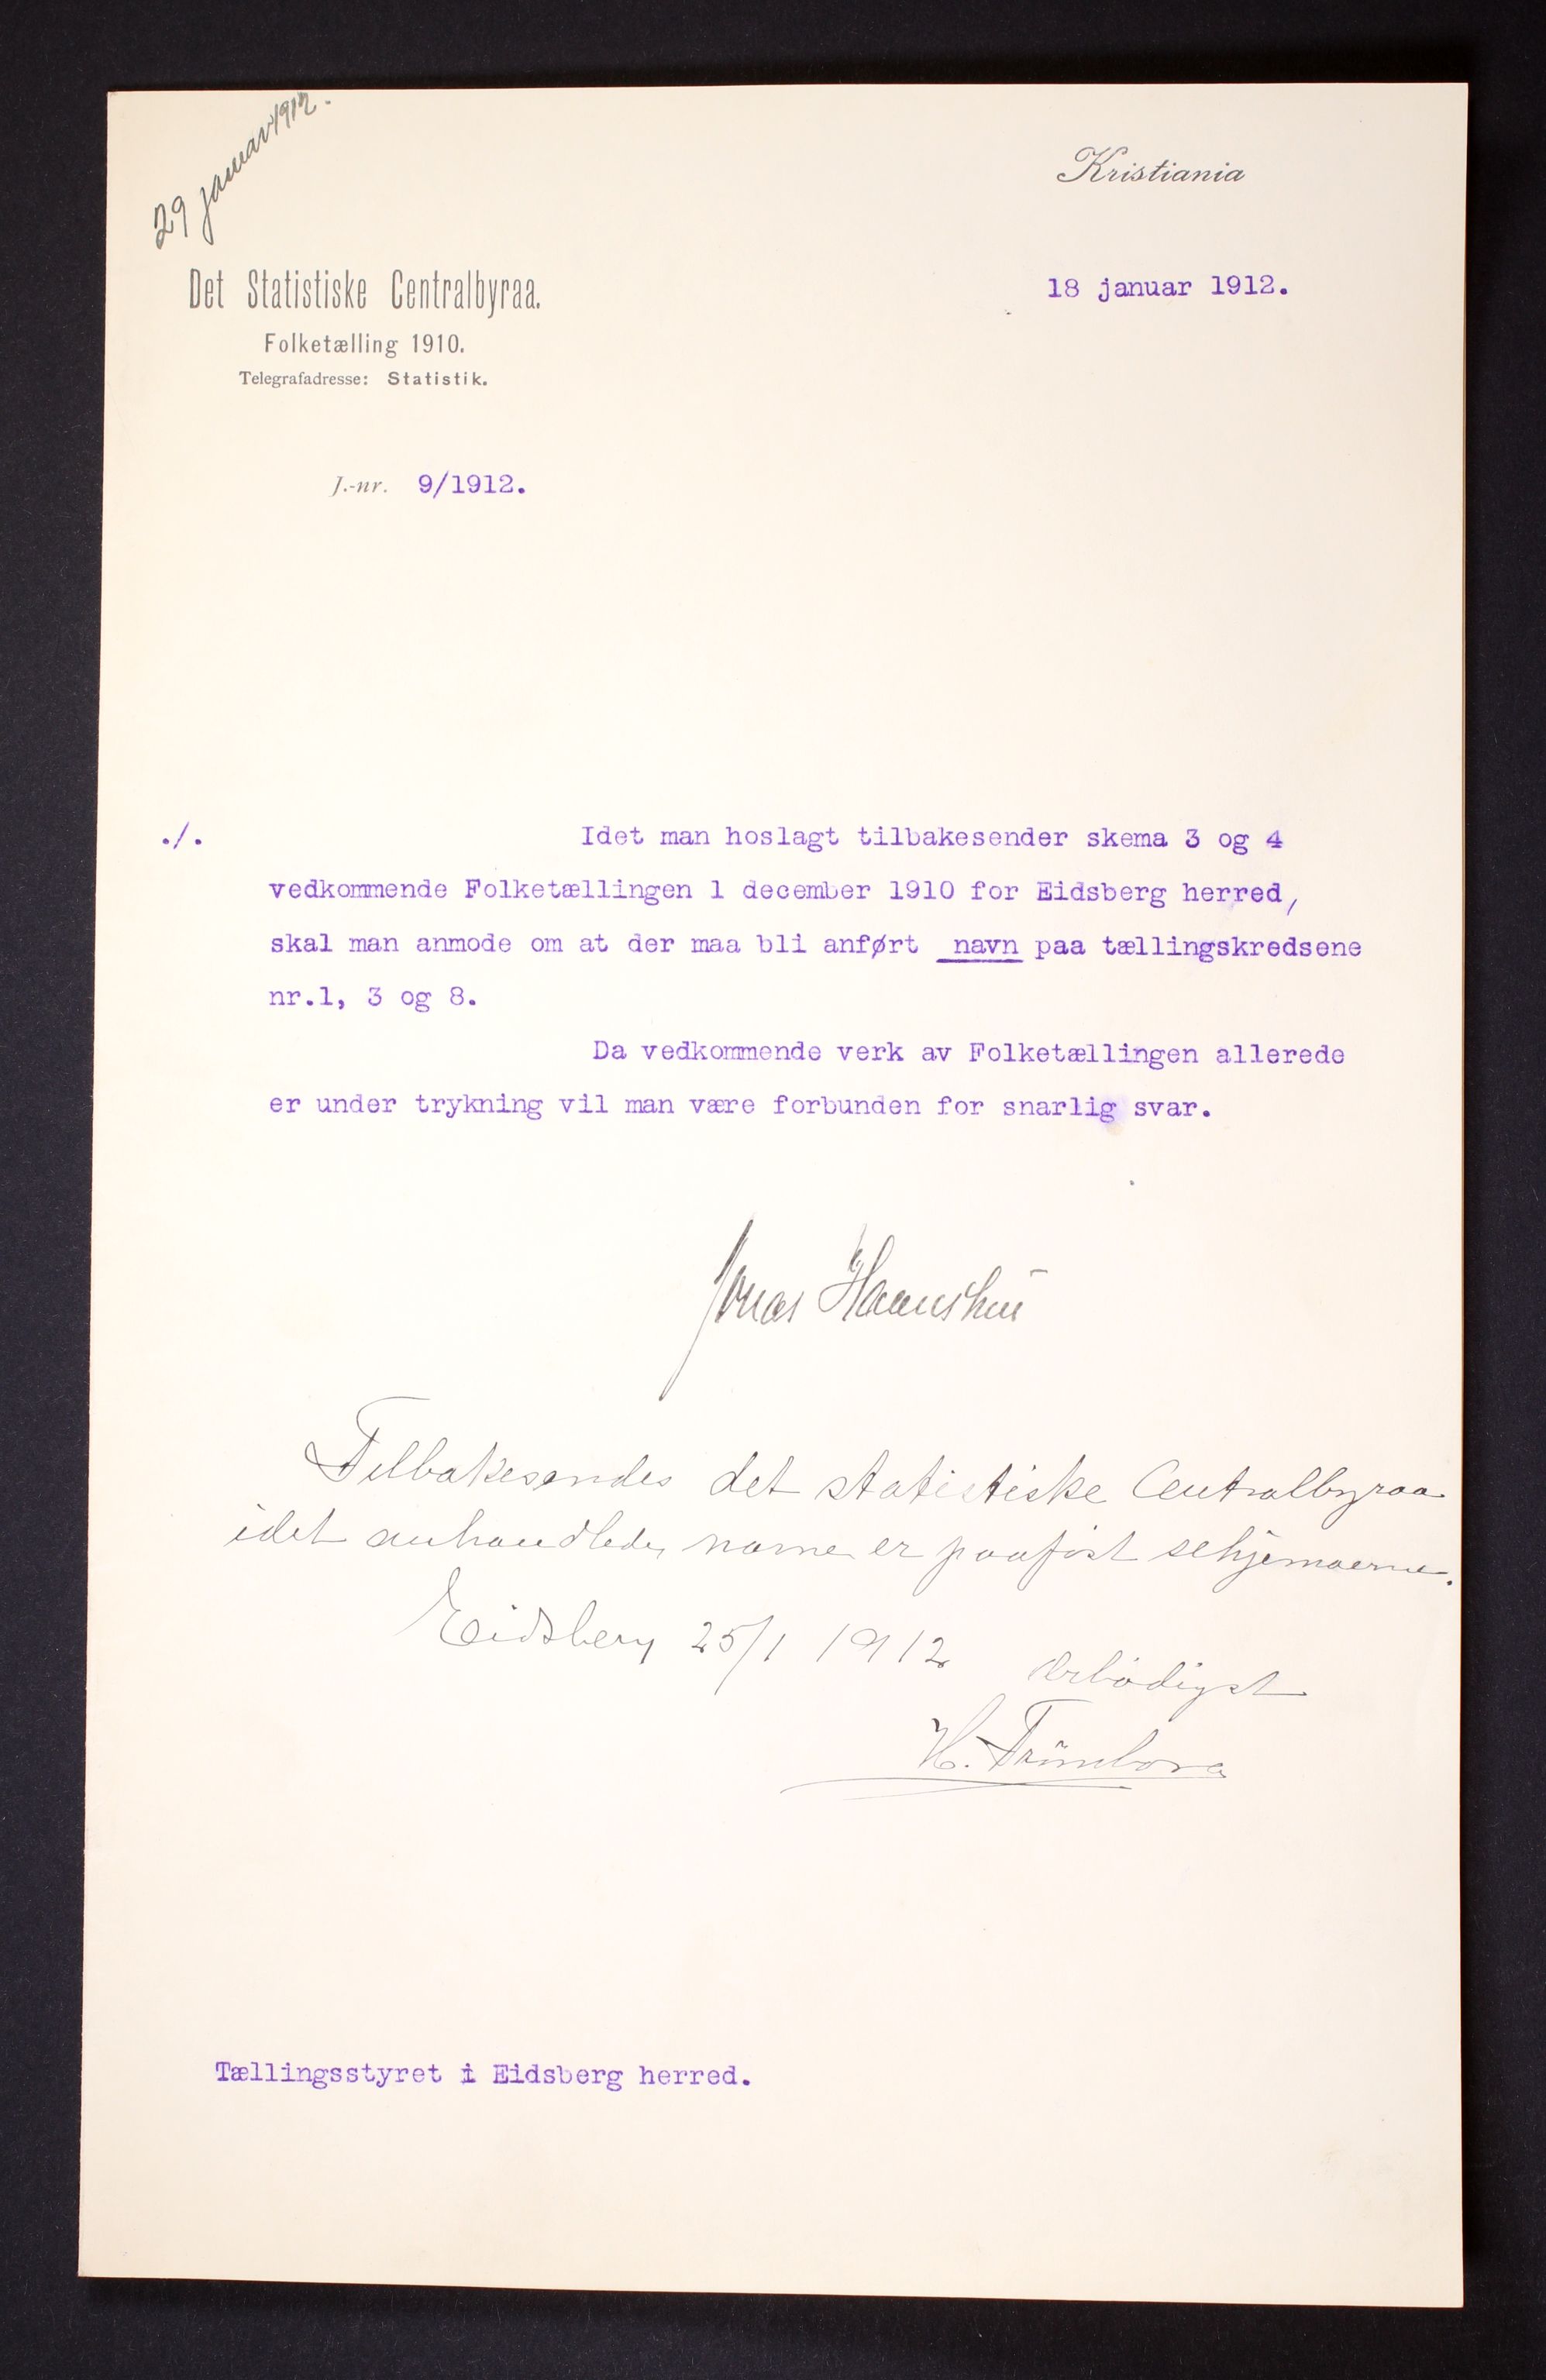 29 januar 1912.
Kristiania
Det Statistiske Centralbyraa.
18 januar 1912.
Folketælling 1910.
Telegrafadresse: Statistik.
J.-nr. 9/1912.
./. Idet man hoslagt tilbakesender skema 3 og 4
vedkommende Folketællingen 1 december 1910 for Eidsberg herred,
skal man anmode om at der maa bli anført navn paa tællingskredsene
nr.1, 3 og 8.
Da vedkommende verk av Folketællingen allerede
er under trykning vil man være forbunden for snarlig svar.
Jonas
Tilbakesendes det statistiske Centralbyraa
idet navne er paaført schjemaerne.
Eidsberg 25/1 1912 ærbødigst
H. Trømborg
Tællingsstyret i Eidsberg herred.